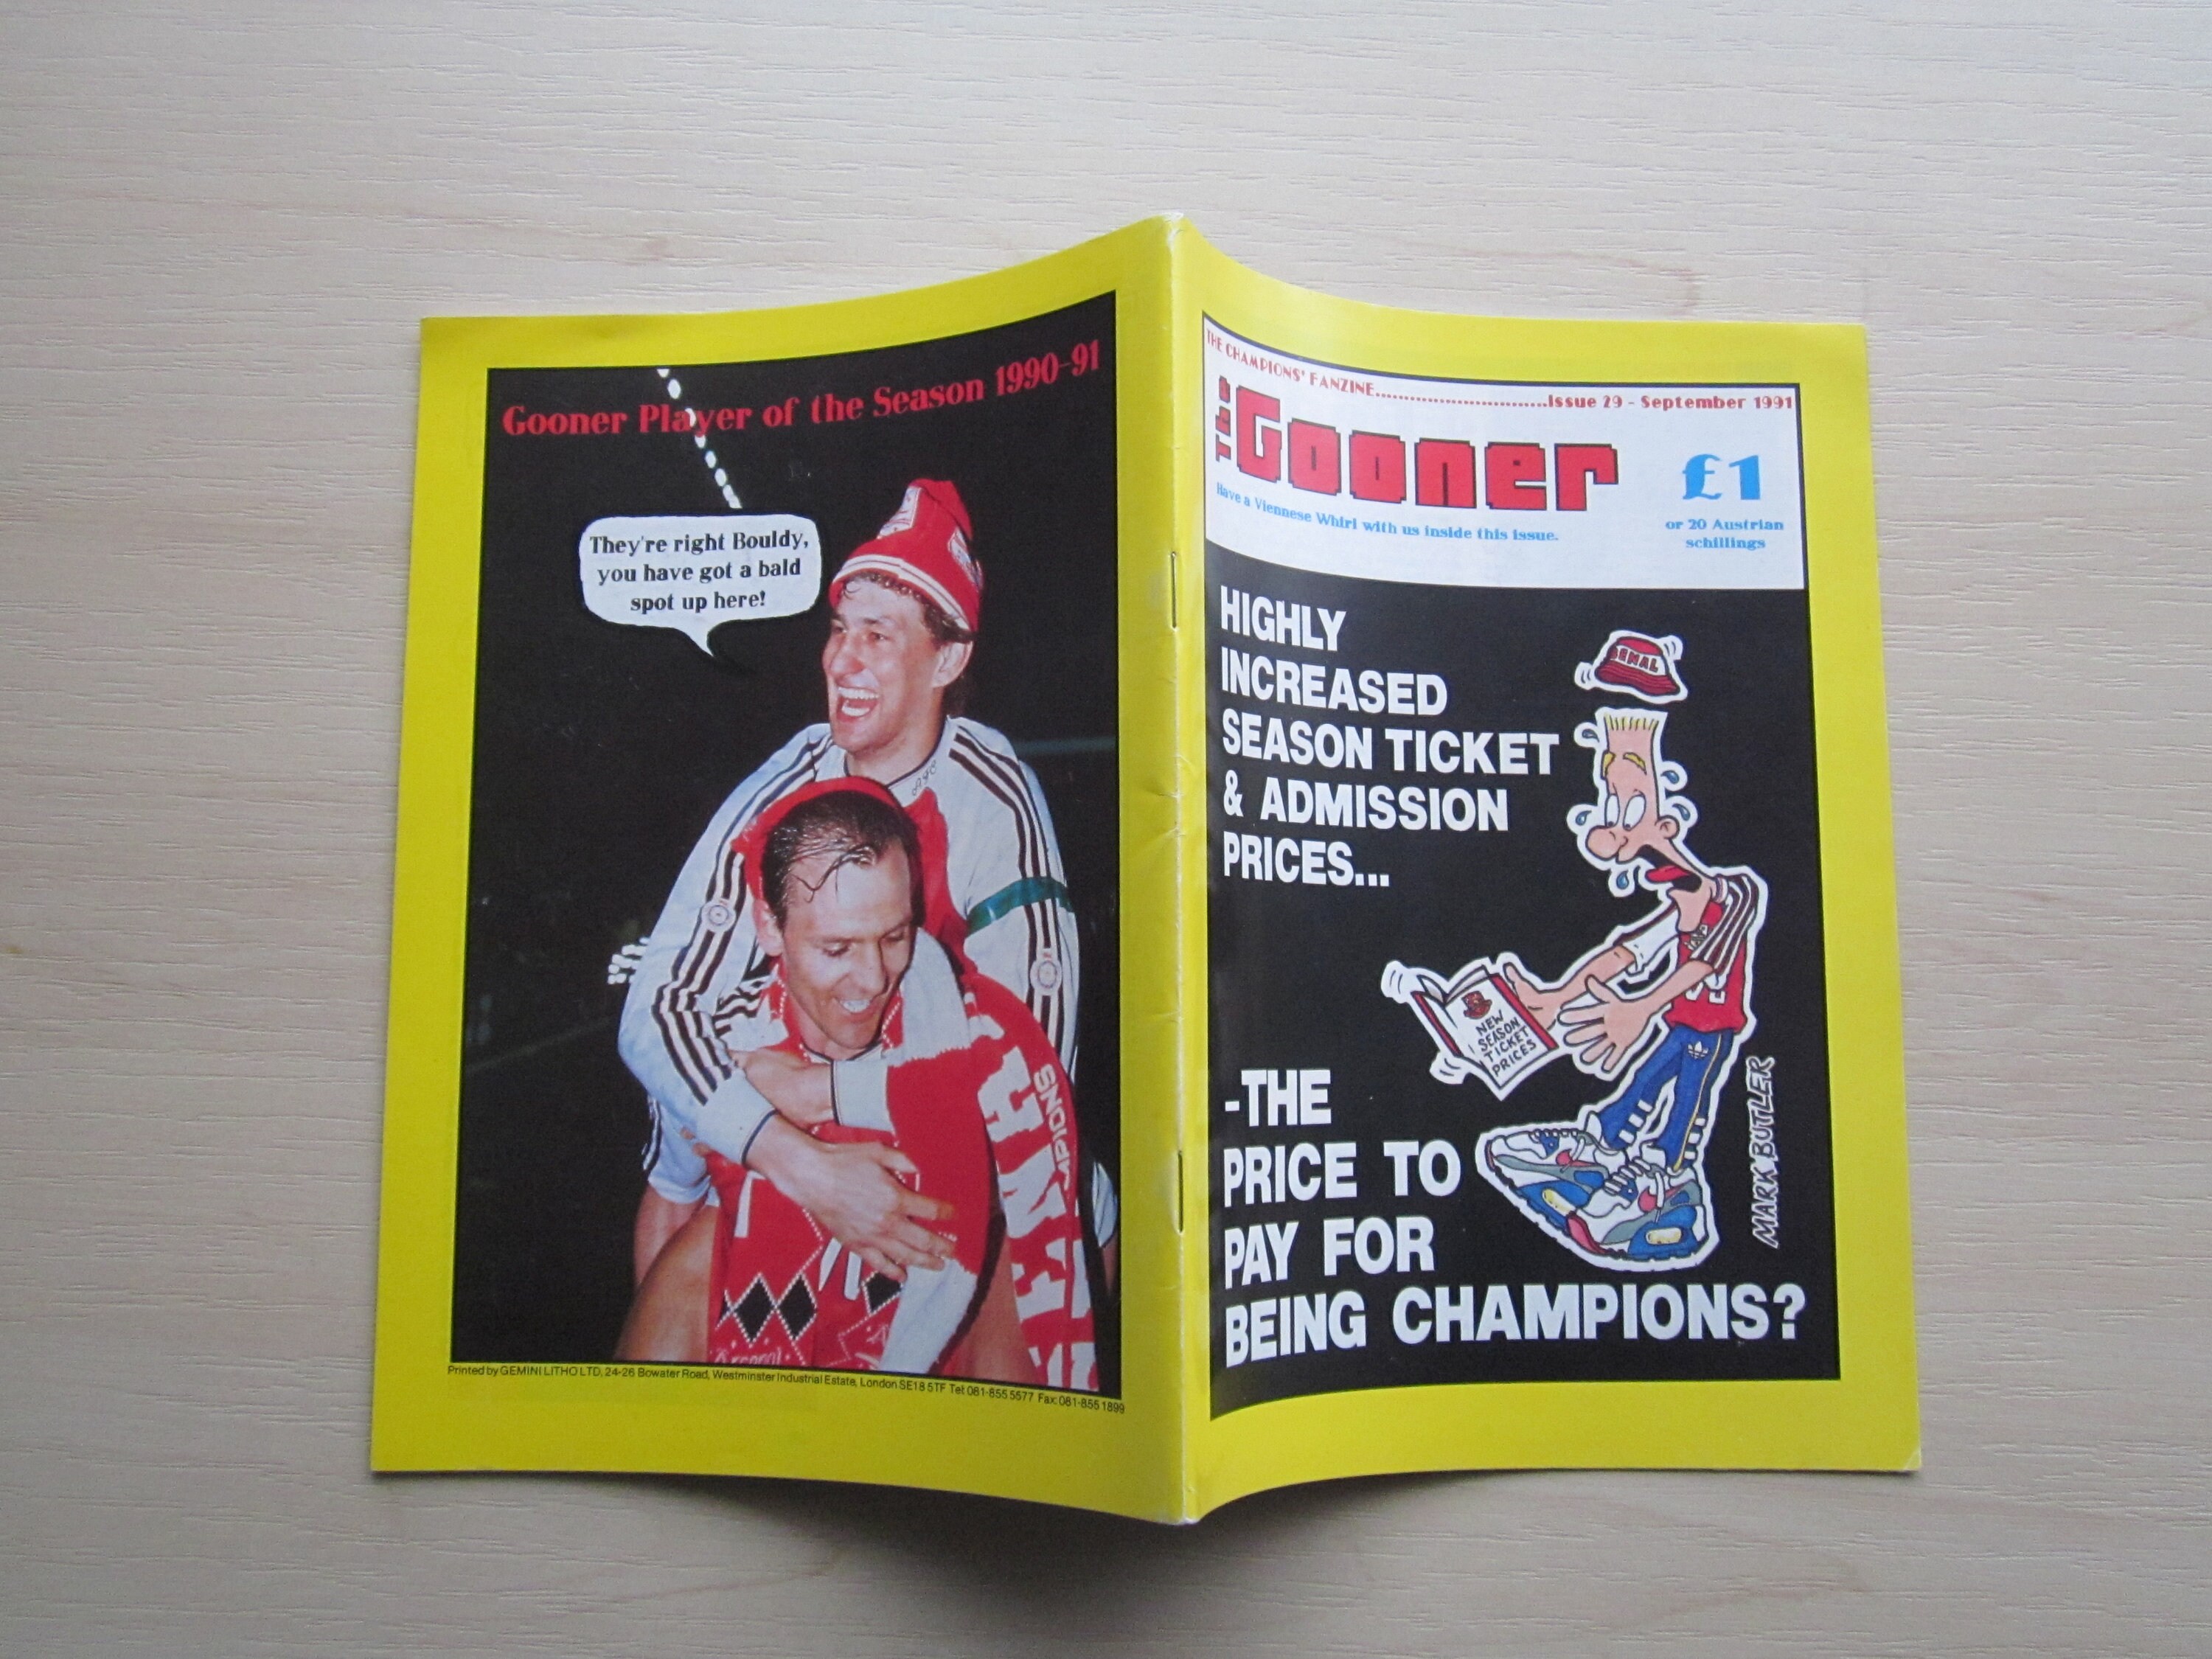 Gooner Player of the Season 1990-91
They're right Bouldy,
you have got a bald
spot up here!
Printed by GEMINI LITHO LTD, 24-26 Bowater Road, Westminster Industrial Estate, London SE18 5TF Tel: 081-855 5577 Fax: 081-855 1899
THE CHAMPIONS' FANZINE..............................Issue 29 - September 1991
The Gooner
£1
Have a Viennese Whirl with us inside this issue.
or 20 Austrian
schillings
HIGHLY
INCREASED
SEASON TICKET
& ADMISSION
PRICES...
NEW
SEASON
TICKET
PRICES
-THE
PRICE TO
PAY FOR
BEING CHAMPIONS?
MARK BUTLER